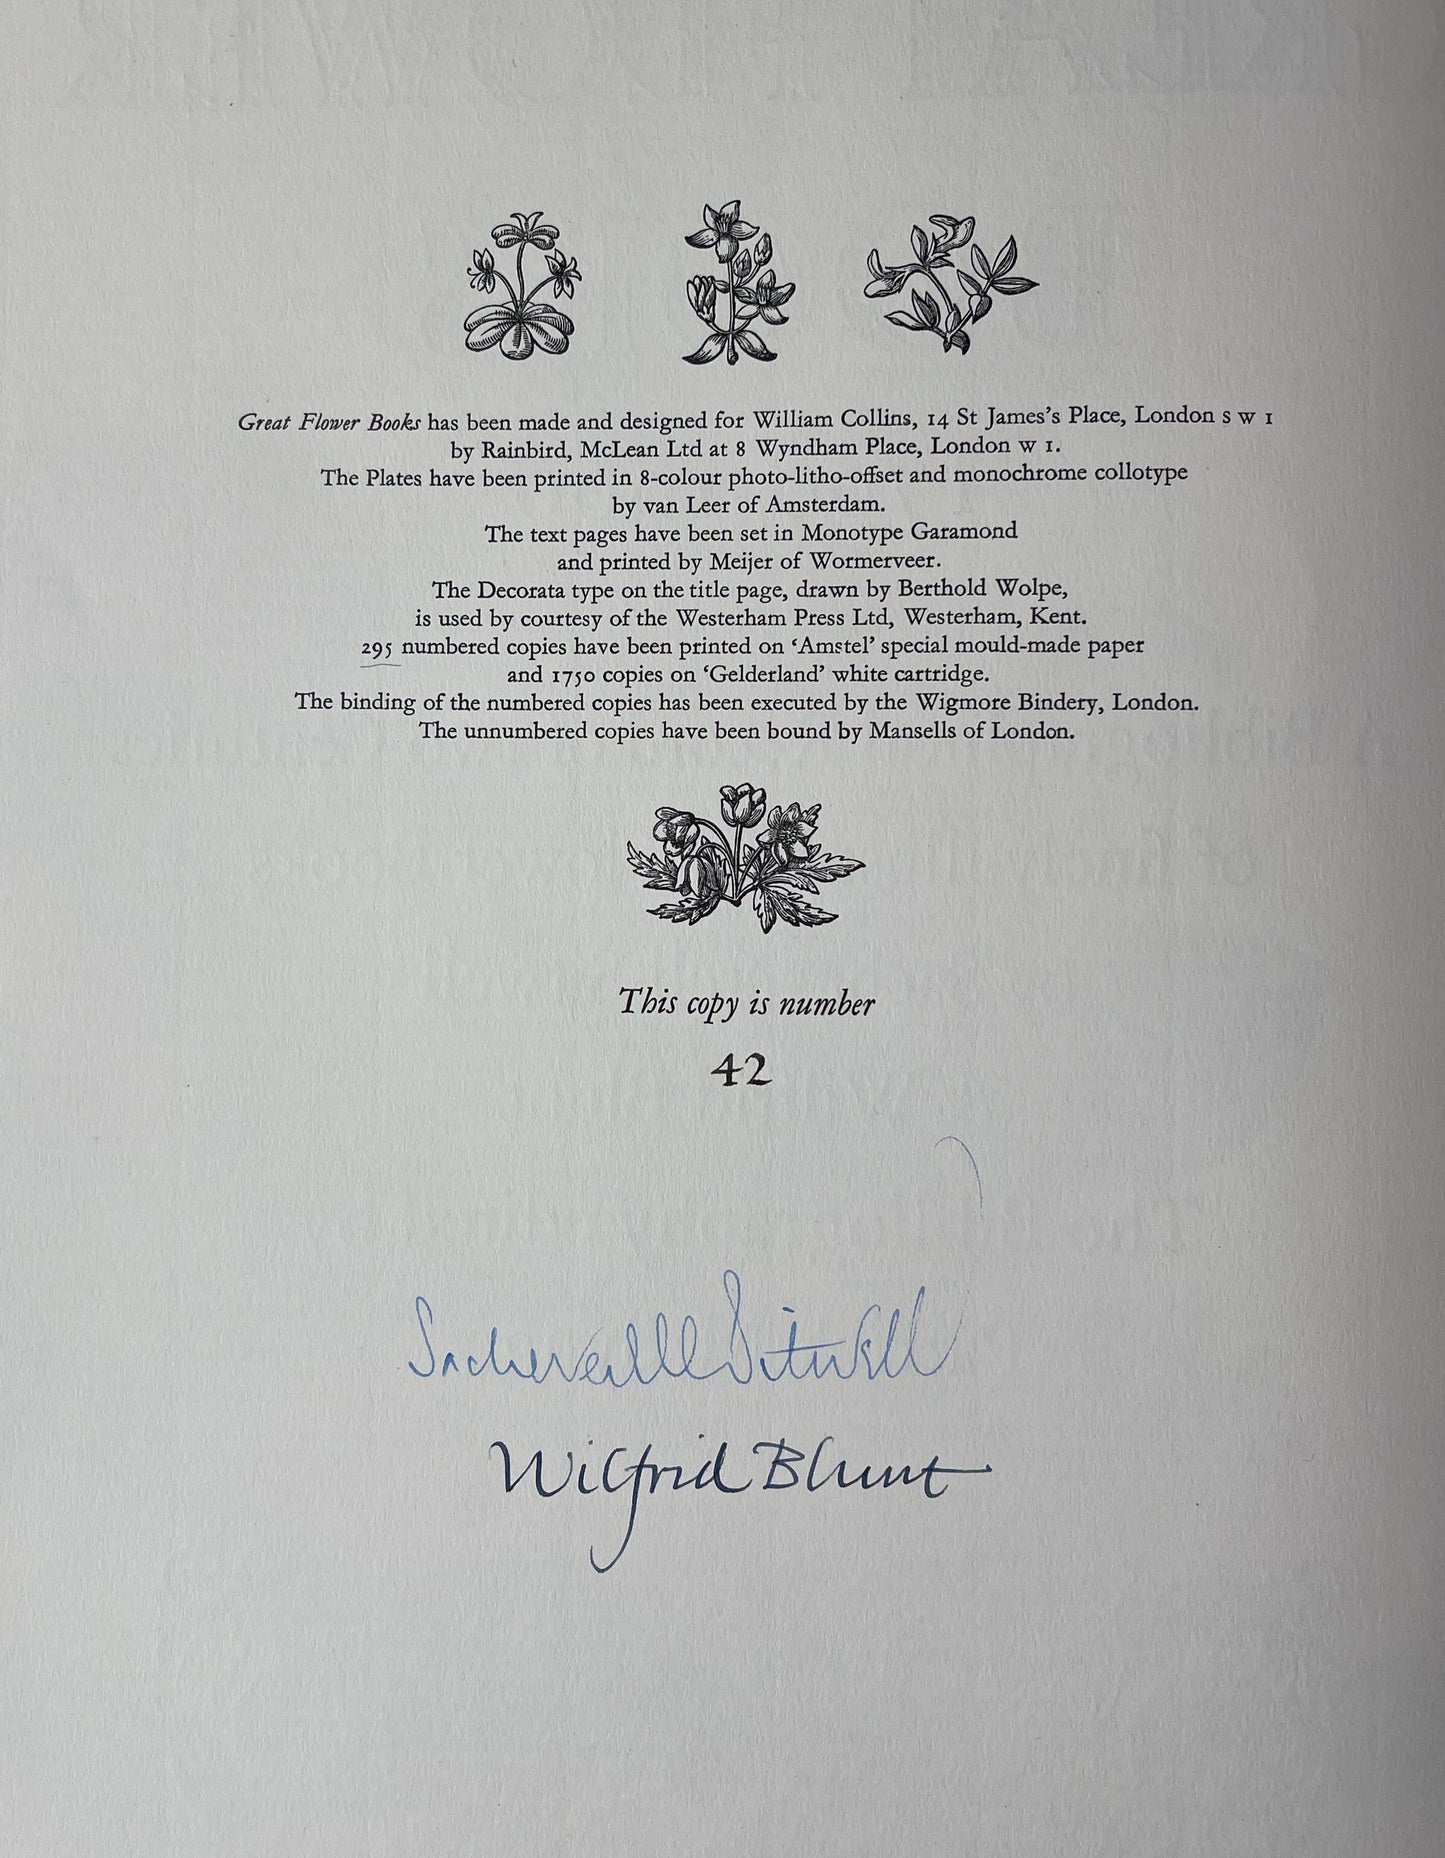 Great Flower Books has been made and designed for William Collins, 14 St James's Place, London S W 1
by Rainbird, McLean Ltd at 8 Wyndham Place, London W 1.
The Plates have been printed in 8-colour photo-litho-offset and monochrome collotype
by van Leer of Amsterdam.
The text pages have been set in Monotype Garamond
and printed by Meijer of Wormerveer.
The Decorata type on the title page, drawn by Berthold Wolpe,
is used by courtesy of the Westerham Press Ltd, Westerham, Kent.
295 numbered copies have been printed on ‘Amstel’ special mould-made paper
and 1750 copies on ‘Gelderland’ white cartridge.
The binding of the numbered copies has been executed by the Wigmore Bindery, London.
The unnumbered copies have been bound by Mansells of London.
This copy is number
42
Sacheverell Sitwell
Wilfrid Blunt